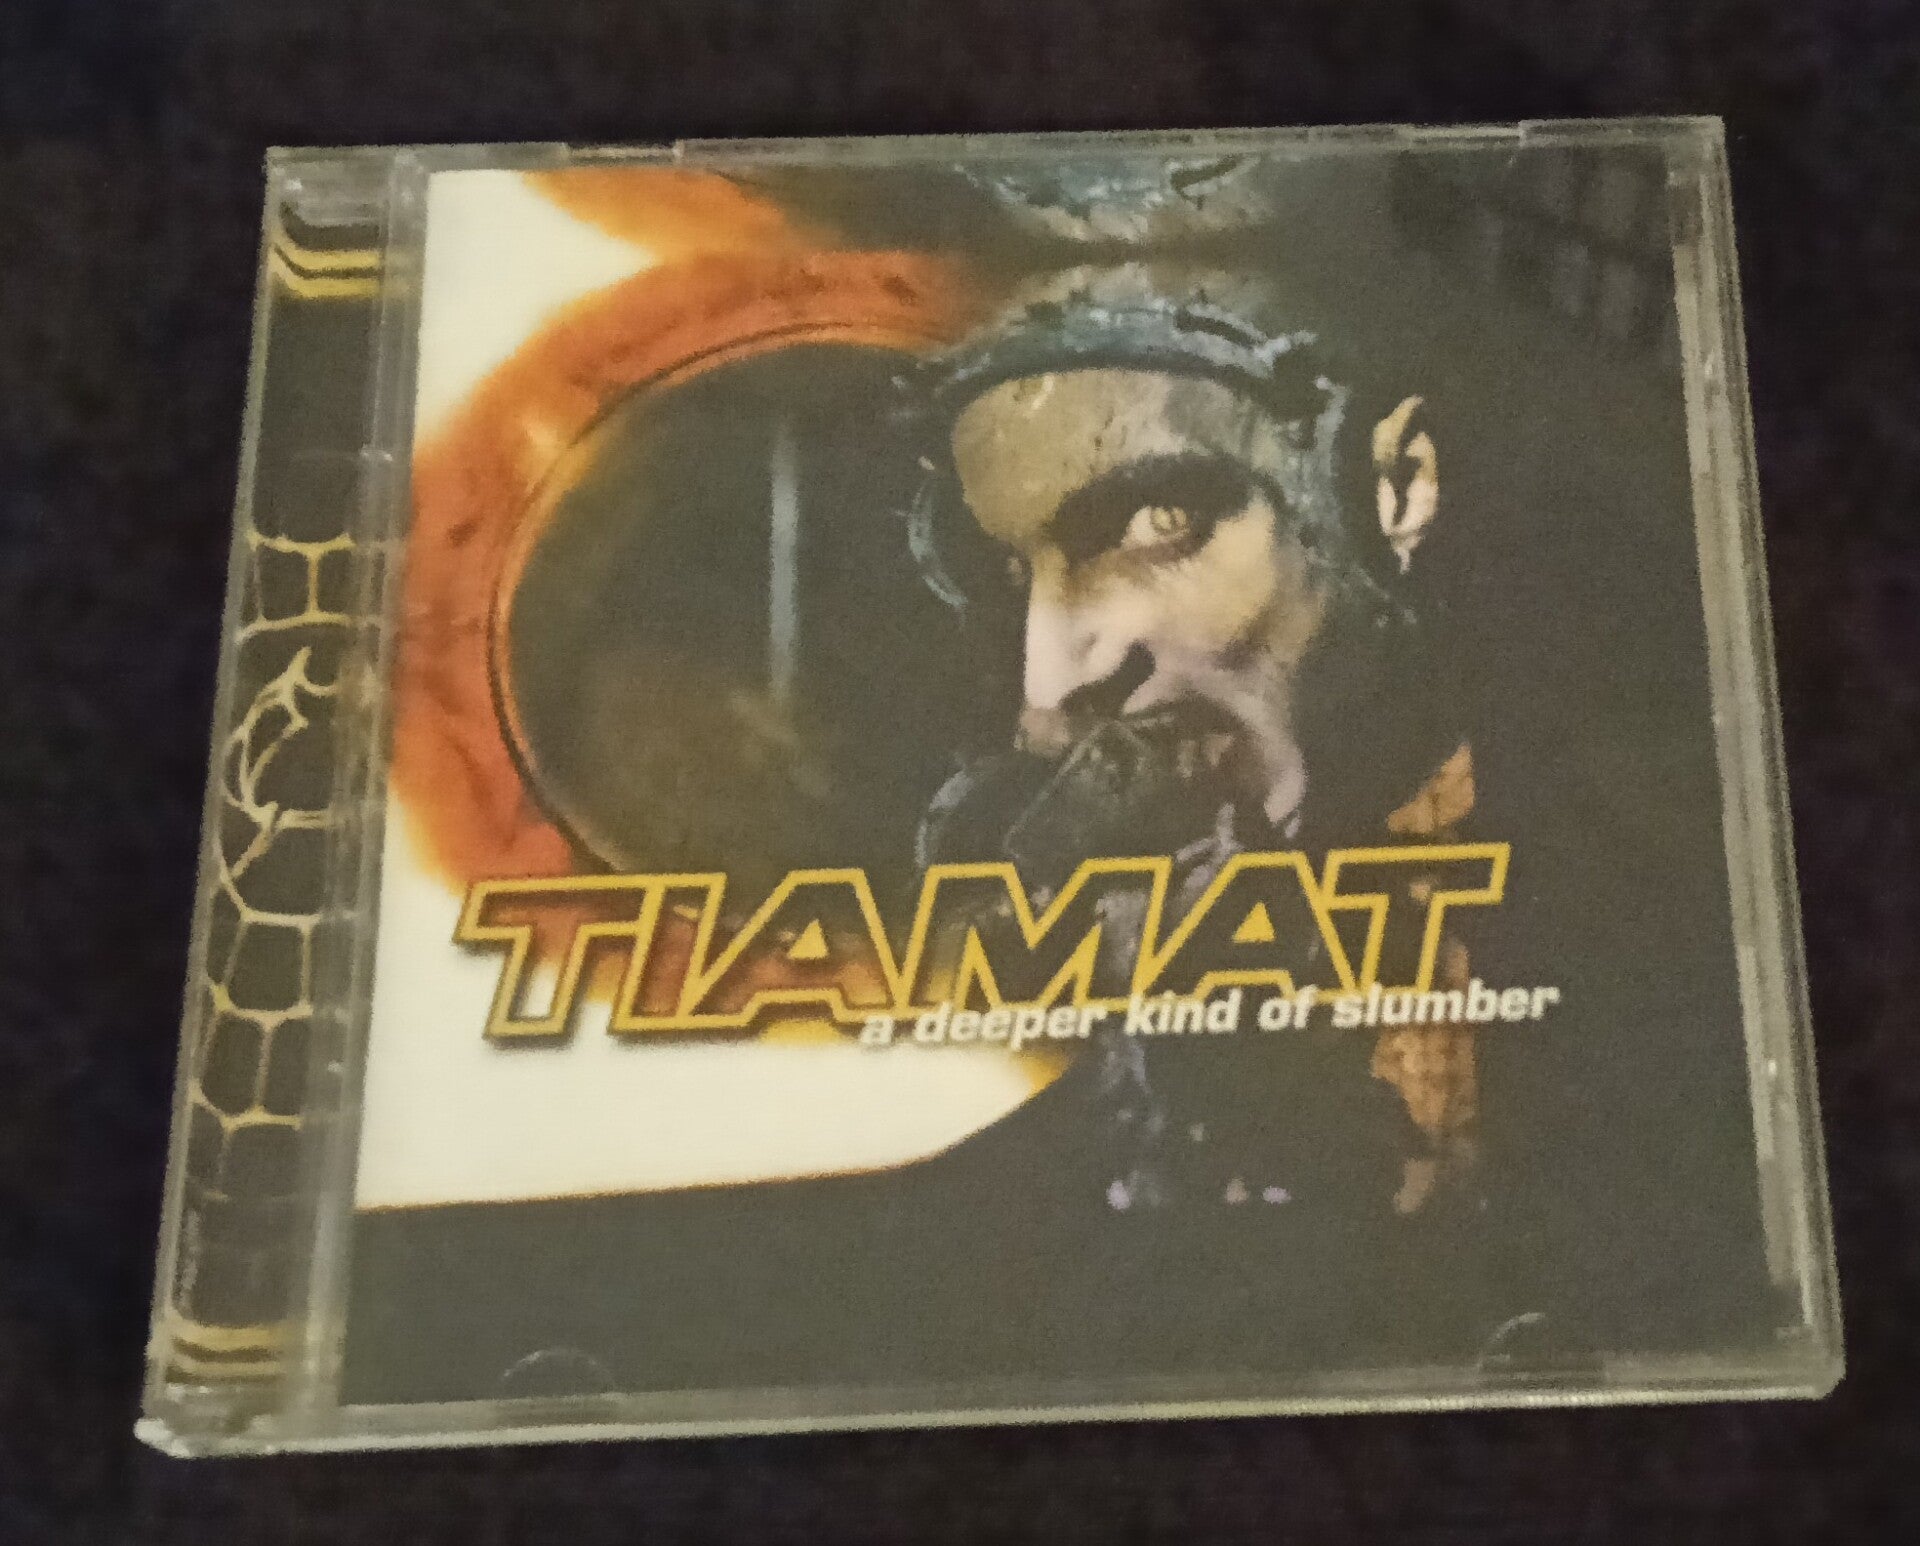 TIAMAT
a deeper kind of slumber